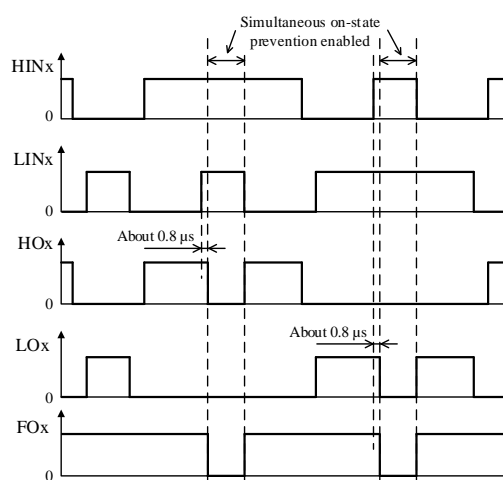 Simultaneous on-state
prevention enabled
HINx
0
LINx
0
About 0.8 µs
HOx
0
About 0.8 µs
LOx
0
FOx
0